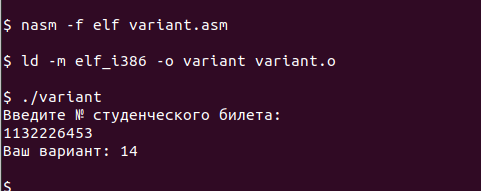 $ nasm -f elf variant.asm
$ ld -m elf_i386 -o variant variant.o
$ ./variant
Введите № студенческого билета:
1132226453
Ваш вариант: 14
$